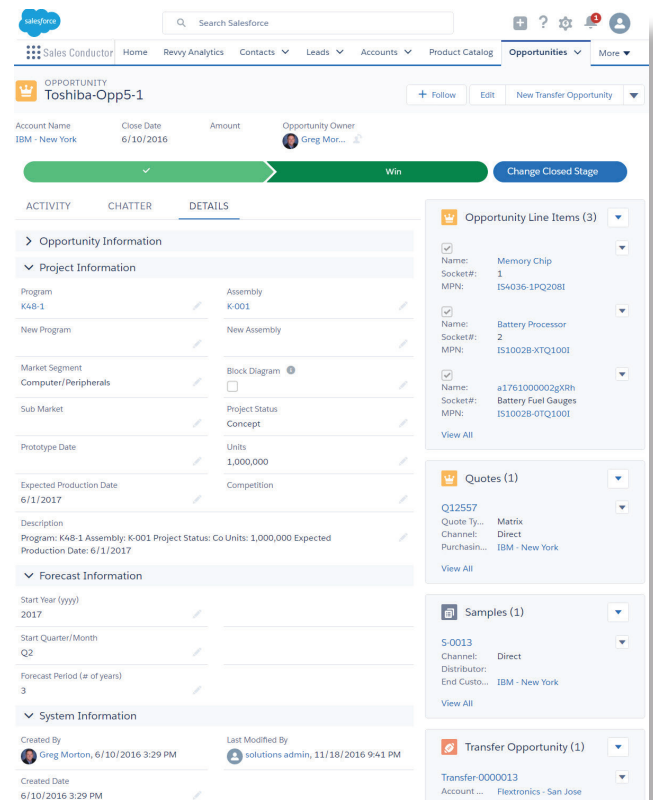 salesforce
Search Salesforce
9
Sales Conductor Home Revvy Analytics Contacts Leads Accounts Product Catalog Opportunities More
OPPORTUNITY
Toshiba-Opp5-1
+ Follow Edit New Transfer Opportunity
Account Name Close Date Amount Opportunity Owner
IBM - New York 6/10/2016 Greg Mor...
Win Change Closed Stage
ACTIVITY CHATTER DETAILS
Opportunity Information
Project Information
Program Assembly
K48-1 K-001
New Program New Assembly
Market Segment Block Diagram
Computer/Peripherals
Sub Market Project Status
Concept
Prototype Date Units
1,000,000
Expected Production Date Competition
6/1/2017
Description
Program: K48-1 Assembly: K-001 Project Status: Co Units: 1,000,000 Expected
Production Date: 6/1/2017
Forecast Information
Start Year (yyyy)
2017
Start Quarter/Month
Q2
Forecast Period (# of years)
3
System Information
Created By Last Modified By
Greg Morton, 6/10/2016 3:29 PM solutions admin, 11/18/2016 9:41 PM
Created Date
6/10/2016 3:29 PM
Opportunity Line Items (3)
Name: Memory Chip
Socket#: 1
MPN: IS4036-1PQ208I
Name: Battery Processor
Socket#: 2
MPN: IS1002B-XTQ100I
Name: a1761000002gXRh
Socket#: Battery Fuel Gauges
MPN: IS1002B-0TQ100I
View All
Quotes (1)
Q12557
Quote Ty... Matrix
Channel: Direct
Purchasin... IBM - New York
View All
Samples (1)
S-0013
Channel: Direct
Distributor:
End Custo... IBM - New York
View All
Transfer Opportunity (1)
Transfer-0000013
Account ... Flextronics - San Jose